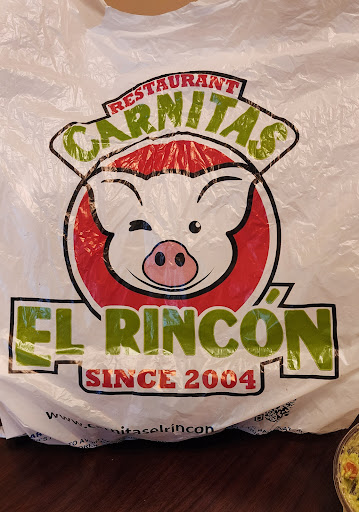 RESTAURANT
CARNITAS
EL RINCÓN
SINCE 2004